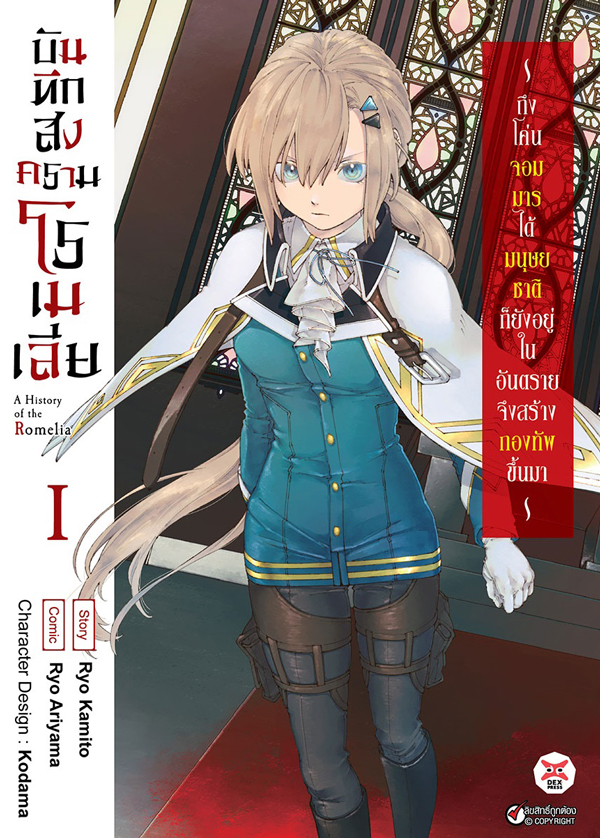 บัน
ทึก
สง
คราม
โร
เม
เลีย
A History
of the
Romelia
I
Story
Ryo Kamito
Comic
Ryo Ariyama
Character Design : Kodama
~
ถึง
โค่น
จอม
มาร
ได้
มนุษย
ชาติ
ก็ยังอยู่
ใน
อันตราย
จึงสร้าง
กองทัพ
ขึ้นมา
~
DEX
PRESS
ลิขสิทธิ์ถูกต้อง
© COPYRIGHT